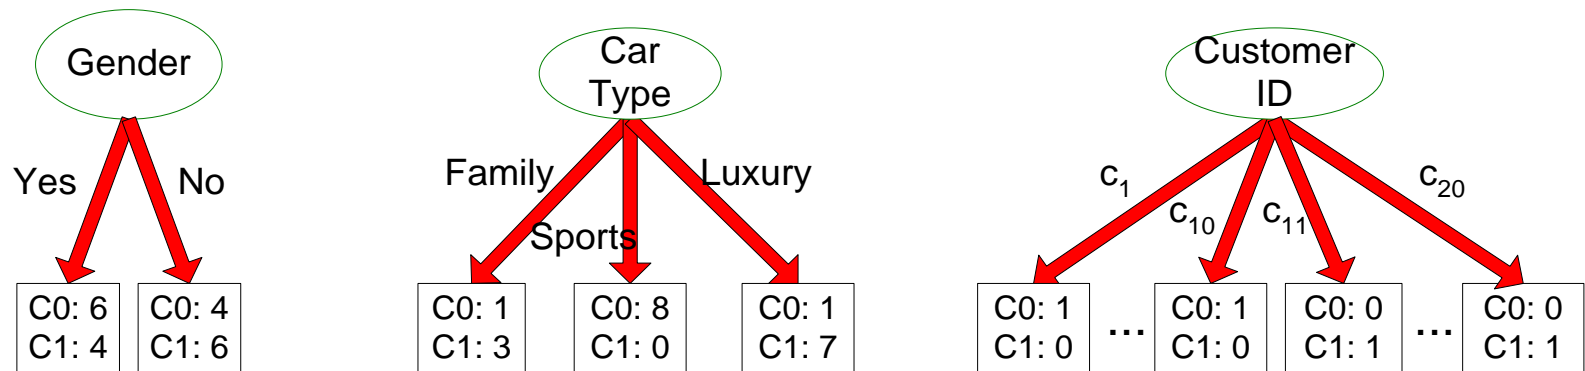 Gender
Yes
No
C0: 6
C1: 4
C0: 4
C1: 6
Car
Type
Family
Sports
Luxury
C0: 1
C1: 3
C0: 8
C1: 0
C0: 1
C1: 7
Customer
ID
c1
c10
c11
c20
C0: 1
C1: 0
...
C0: 1
C1: 0
C0: 0
C1: 1
...
C0: 0
C1: 1